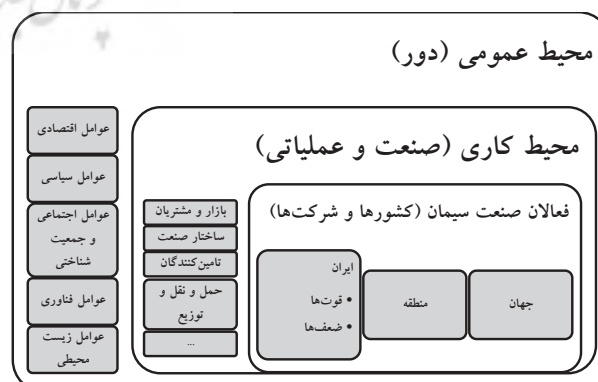 محیط عمومی (دور)
محیط کاری (صنعت و عملیاتی)
فعالان صنعت سیمان (کشورها و شرکت‌ها)
جهان
منطقه
ایران
• قوت‌ها
• ضعف‌ها
بازار و مشتریان
ساختار صنعت
تامین‌کنندگان
حمل و نقل و
توزیع
...
عوامل اقتصادی
عوامل سیاسی
عوامل اجتماعی
و جمعیت
شناختی
عوامل فناوری
عوامل زیست
محیطی